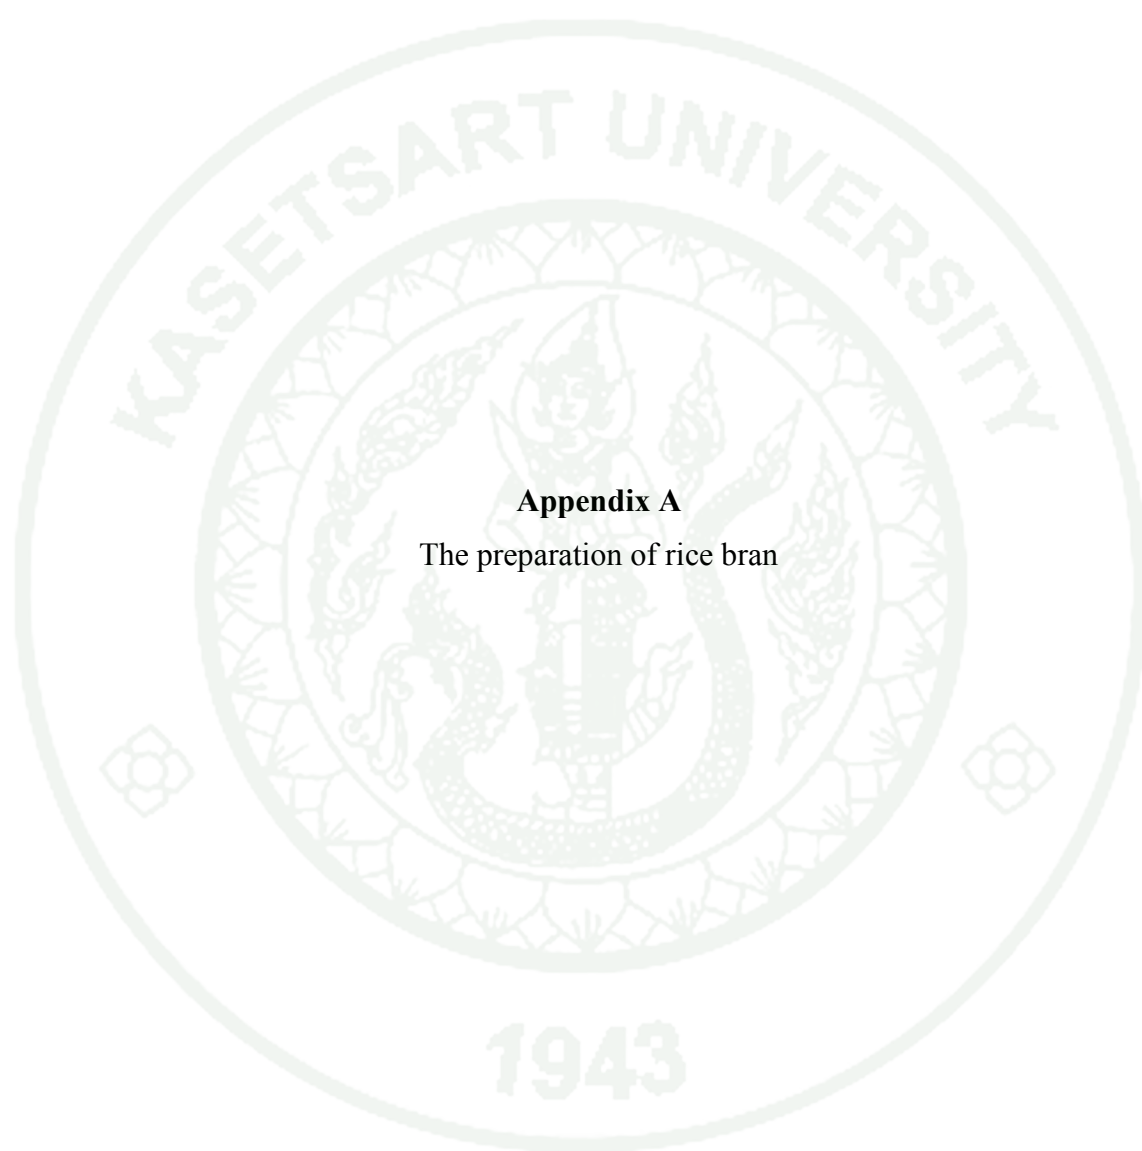 KASETSART UNIVERSITY
Appendix A
The preparation of rice bran
1943